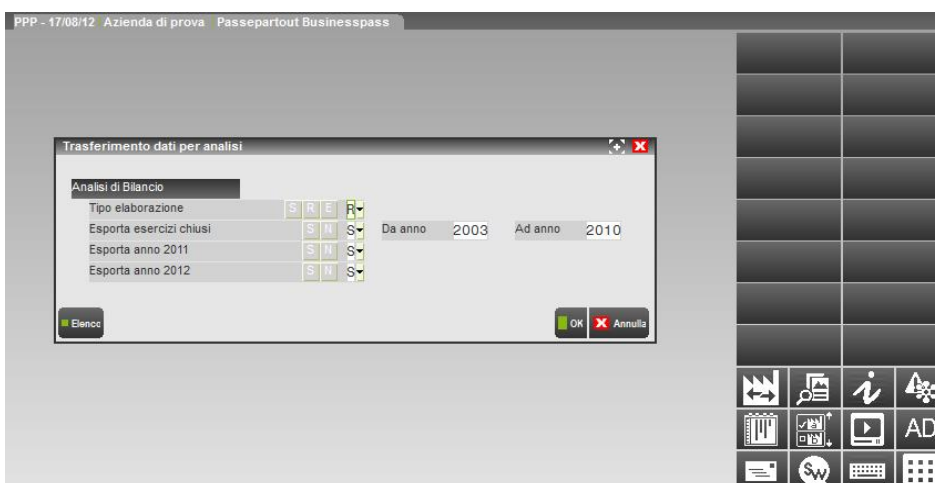 PPP - 17/08/12 Azienda di prova Passepartout Businesspass
Trasferimento dati per analisi
Analisi di Bilancio
Tipo elaborazione S R E R
Esporta esercizi chiusi S N S Da anno 2003 Ad anno 2010
Esporta anno 2011 S N S
Esporta anno 2012 S N S
Elenco OK Annulla
i
AD
SW